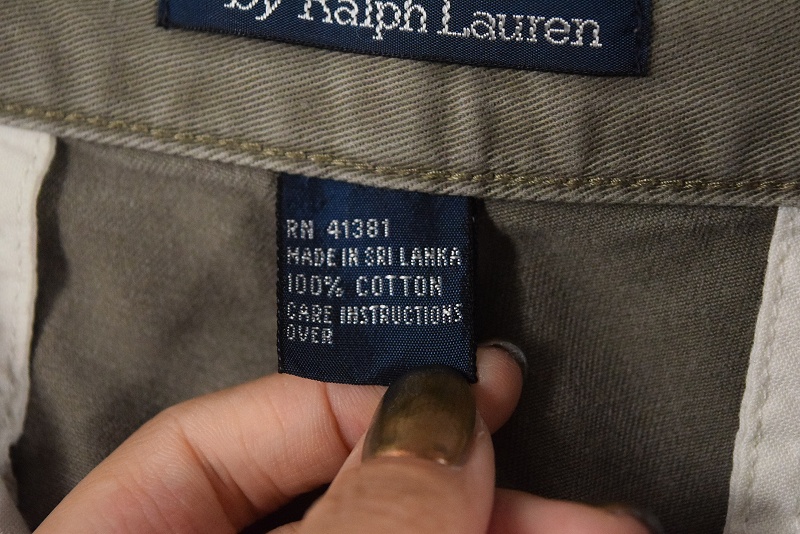 by Ralph Lauren
RN 41381
MADE IN SRI LANKA
100% COTTON
CARE INSTRUCTIONS
OVER